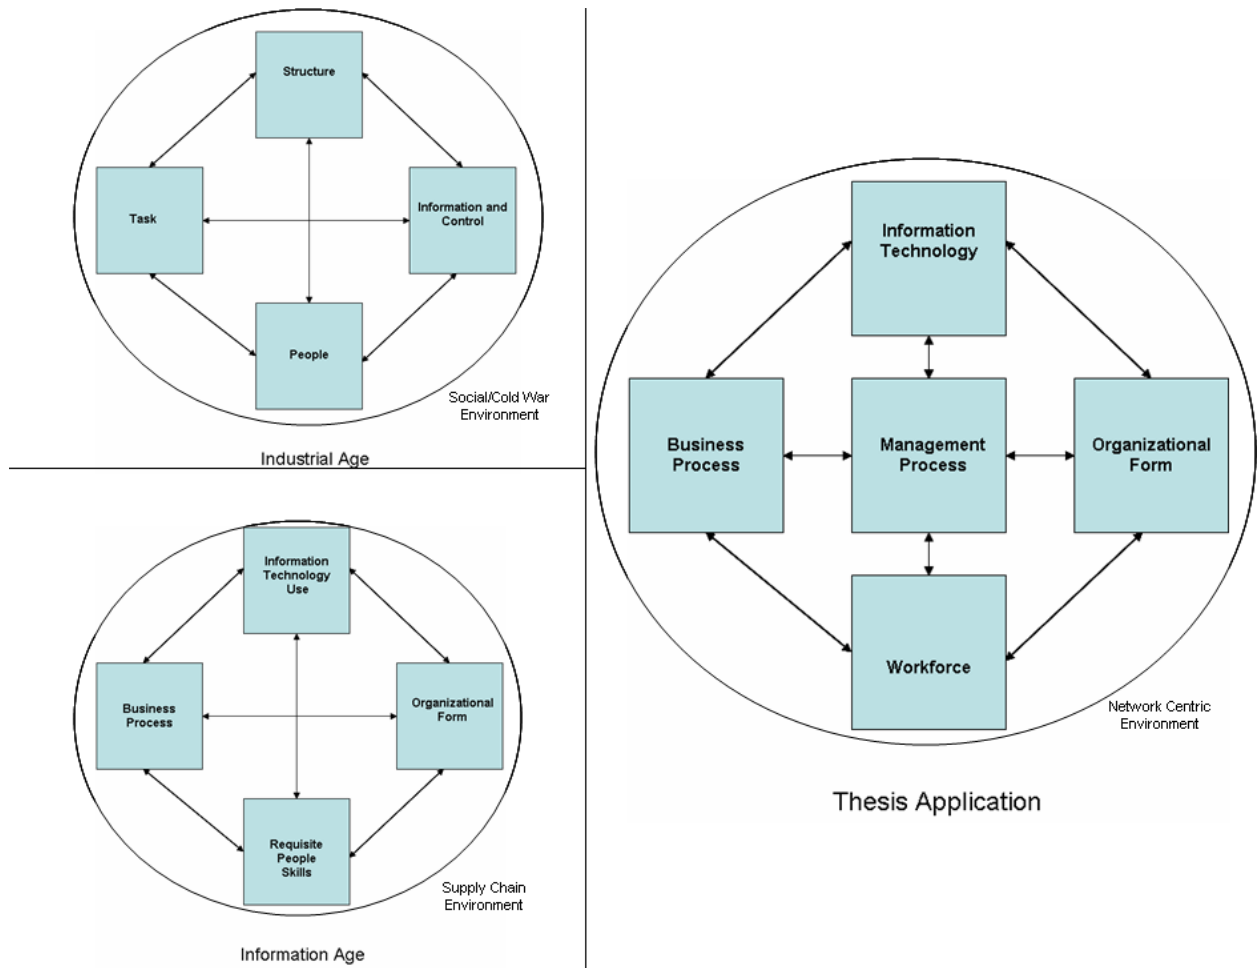 Structure
Task
Information and
Control
People
Social/Cold War
Environment
Industrial Age
Information
Technology
Use
Business
Process
Organizational
Form
Requisite
People
Skills
Supply Chain
Environment
Information Age
Information
Technology
Business
Process
Management
Process
Organizational
Form
Workforce
Network Centric
Environment
Thesis Application